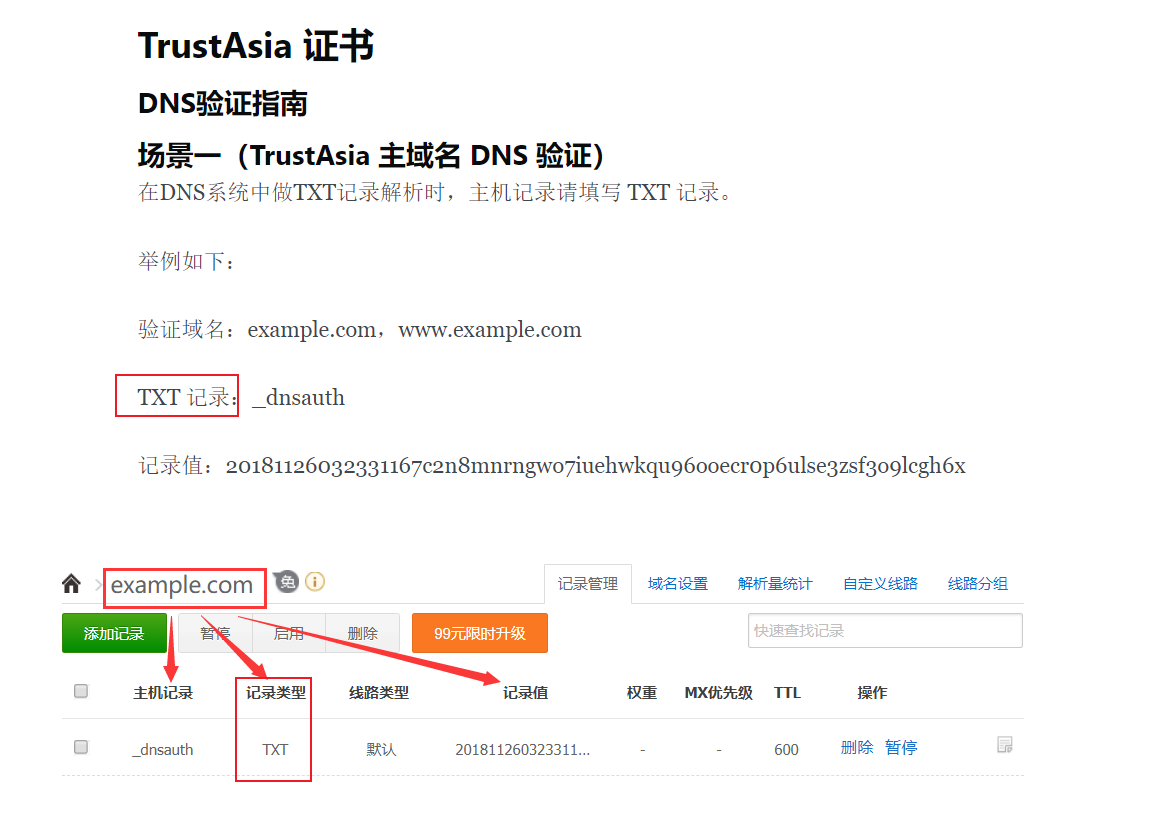 TrustAsia 证书
DNS验证指南
场景一（TrustAsia 主域名 DNS 验证）
在DNS系统中做TXT记录解析时，主机记录请填写 TXT 记录。
举例如下：
验证域名：example.com，www.example.com
TXT 记录：_dnsauth
记录值：20181126032331167c2n8mnrngwo7iuehwkqu96ooecr0p6ulse3zsf3o9lcgh6x
example.com 免 i
记录管理 域名设置 解析量统计 自定义线路 线路分组
添加记录 暂停 启用 删除 99元限时升级 快速查找记录
主机记录 记录类型 线路类型 记录值 权重 MX优先级 TTL 操作
_dnsauth TXT 默认 201811260323311... - - 600 删除 暂停